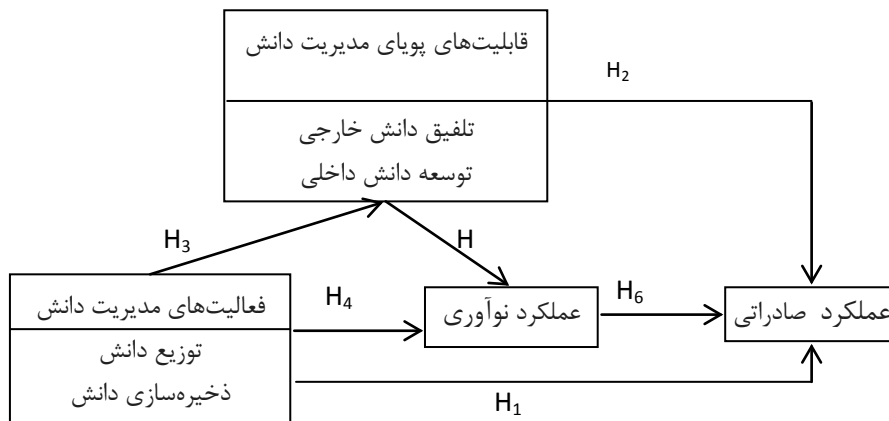 قابلیت‌های پویای مدیریت دانش
H2
تلفیق دانش خارجی
توسعه دانش داخلی
H3
H
فعالیت‌های مدیریت دانش
H4
عملکرد نوآوری
H6
عملکرد صادراتی
توزیع دانش
ذخیره‌سازی دانش
H1